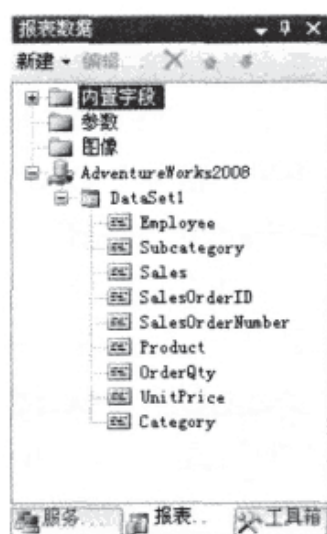 报表数据
新建 编辑
内置字段
参数
图像
AdventureWorks2008
DataSet1
Employee
Subcategory
Sales
SalesOrderID
SalesOrderNumber
Product
OrderQty
UnitPrice
Category
服务... 报表... 工具箱